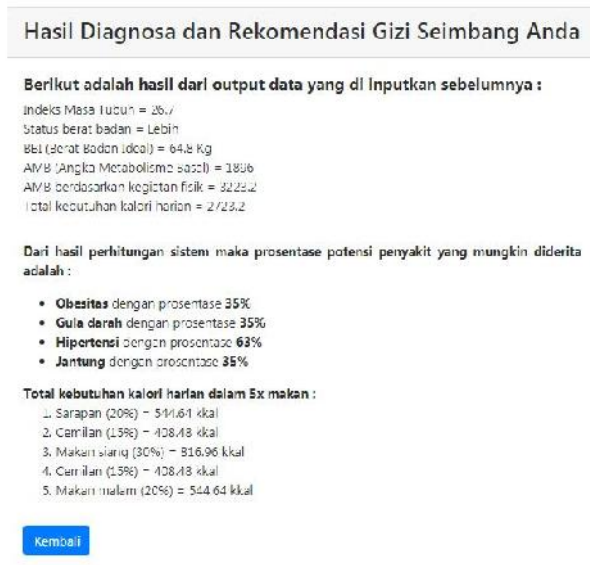 Hasil Diagnosa dan Rekomendasi Gizi Seimbang Anda
Berikut adalah hasil dari output data yang di inputkan sebelumnya :
Indeks Masa Tubuh = 26.7
Status berat badan = Lebih
BBI (Berat Badan Ideal) = 64.8 Kg
AMB (Angka Metabolisme Basal) = 1896
AMB berdasarkan kegiatan fisik = 3223.2
Total kebutuhan kalori harian = 2723.2
Dari hasil perhitungan sistem maka prosentase potensi penyakit yang mungkin diderita
adalah :
• Obesitas dengan prosentase 35%
• Gula darah dengan prosentase 35%
• Hipertensi dengan prosentase 63%
• Jantung dengan prosentase 35%
Total kebutuhan kalori harian dalam 5x makan :
1. Sarapan (20%) = 544.64 kkal
2. Cemilan (15%) = 408.48 kkal
3. Makan siang (30%) = 816.96 kkal
4. Cemilan (15%) = 408.48 kkal
5. Makan malam (20%) = 544.64 kkal
Kembali